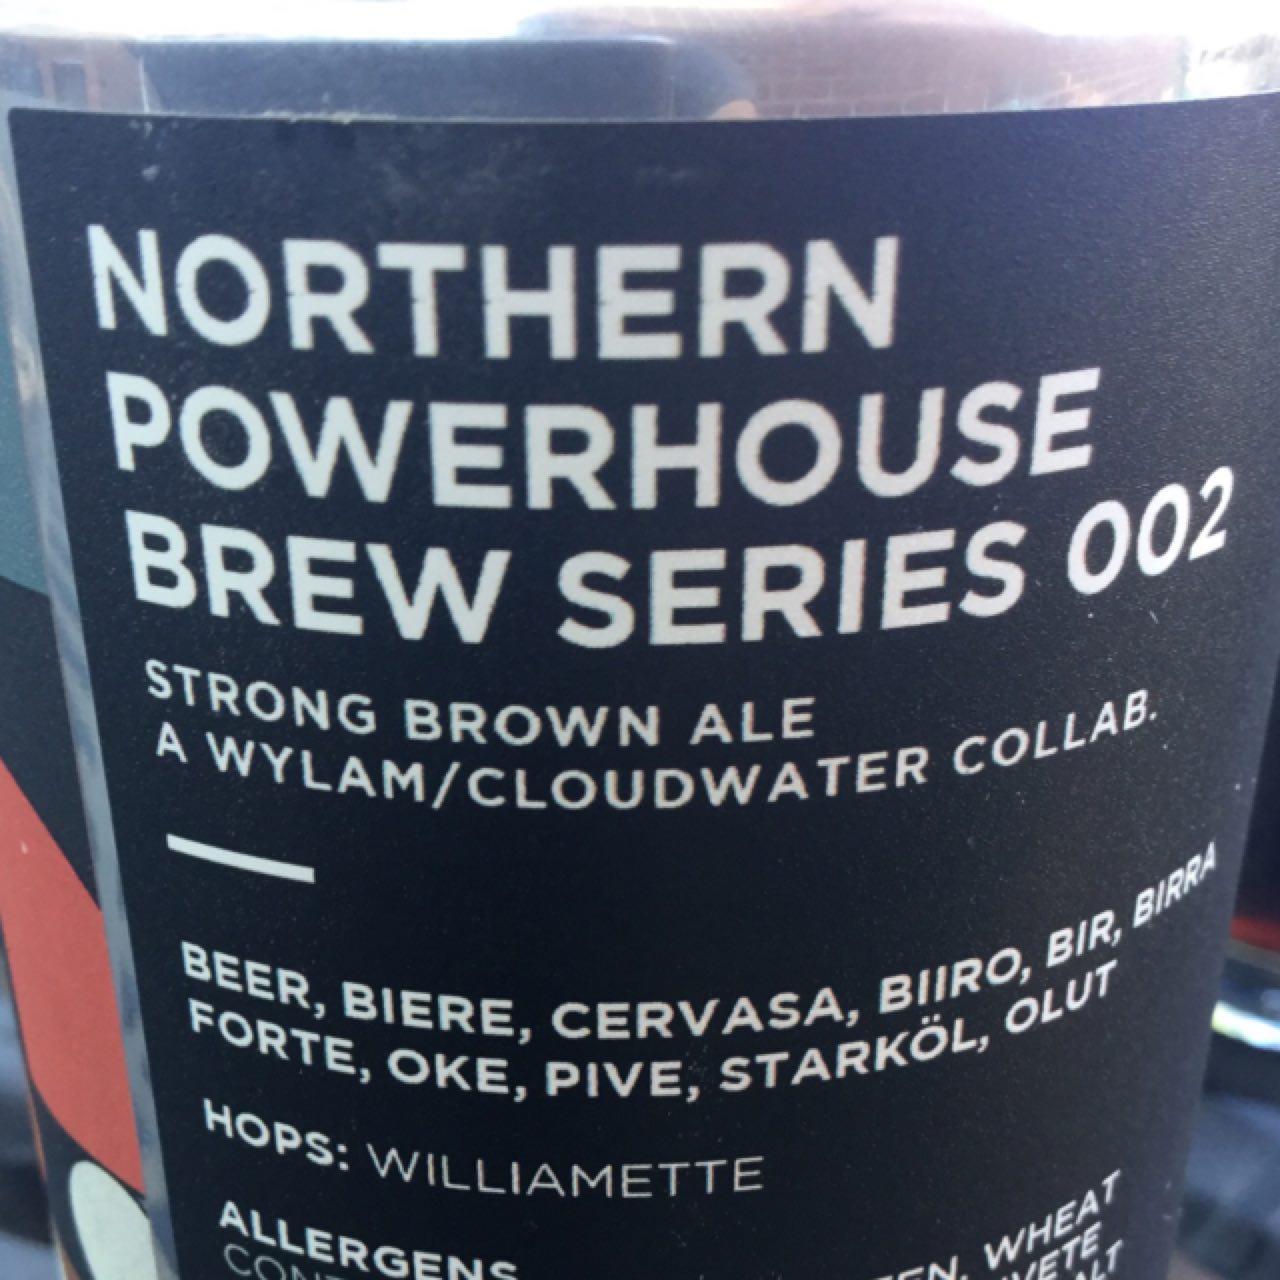 NORTHERN
POWERHOUSE
BREW SERIES 002
STRONG BROWN ALE
A WYLAM/CLOUDWATER COLLAB.
BEER, BIERE, CERVASA, BIIRO, BIR, BIRRA
FORTE, OKE, PIVE, STARKÖL, OLUT
HOPS: WILLIAMETTE
ALLERGENS
WHEAT